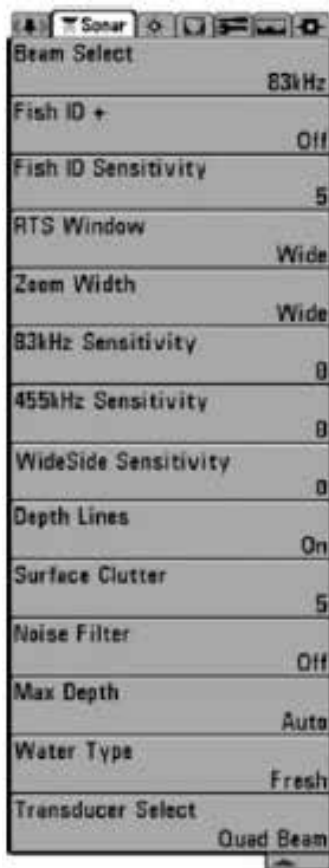 Sonar
Beam Select
83kHz
Fish ID +
Off
Fish ID Sensitivity
5
RTS Window
Wide
Zoom Width
Wide
83kHz Sensitivity
0
455kHz Sensitivity
0
WideSide Sensitivity
0
Depth Lines
On
Surface Clutter
5
Noise Filter
Off
Max Depth
Auto
Water Type
Fresh
Transducer Select
Quad Beam